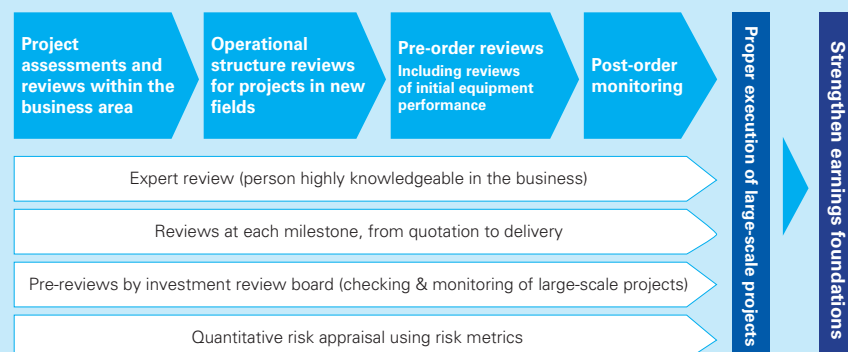 Project
assessments and
reviews within the
business area
Operational
structure reviews
for projects in new
fields
Pre-order reviews
Including reviews
of initial equipment
performance
Post-order
monitoring
Expert review (person highly knowledgeable in the business)
Reviews at each milestone, from quotation to delivery
Pre-reviews by investment review board (checking & monitoring of large-scale projects)
Quantitative risk appraisal using risk metrics
Proper execution of large-scale projects
Strengthen earnings foundations